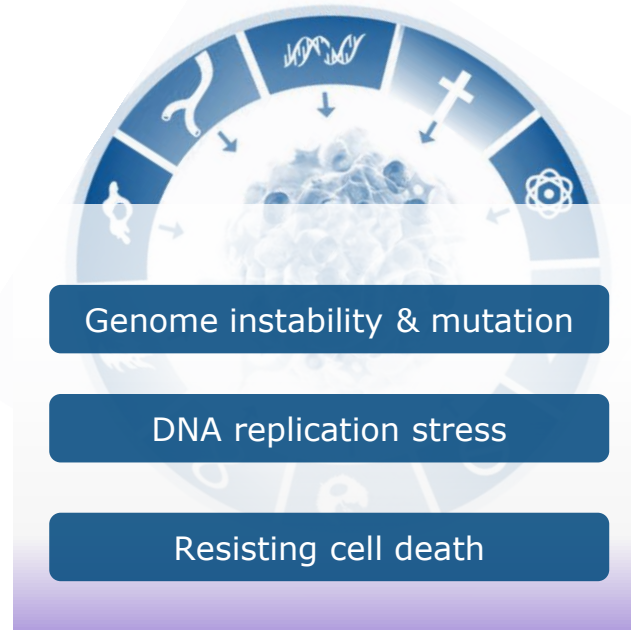 Genome instability & mutation
DNA replication stress
Resisting cell death